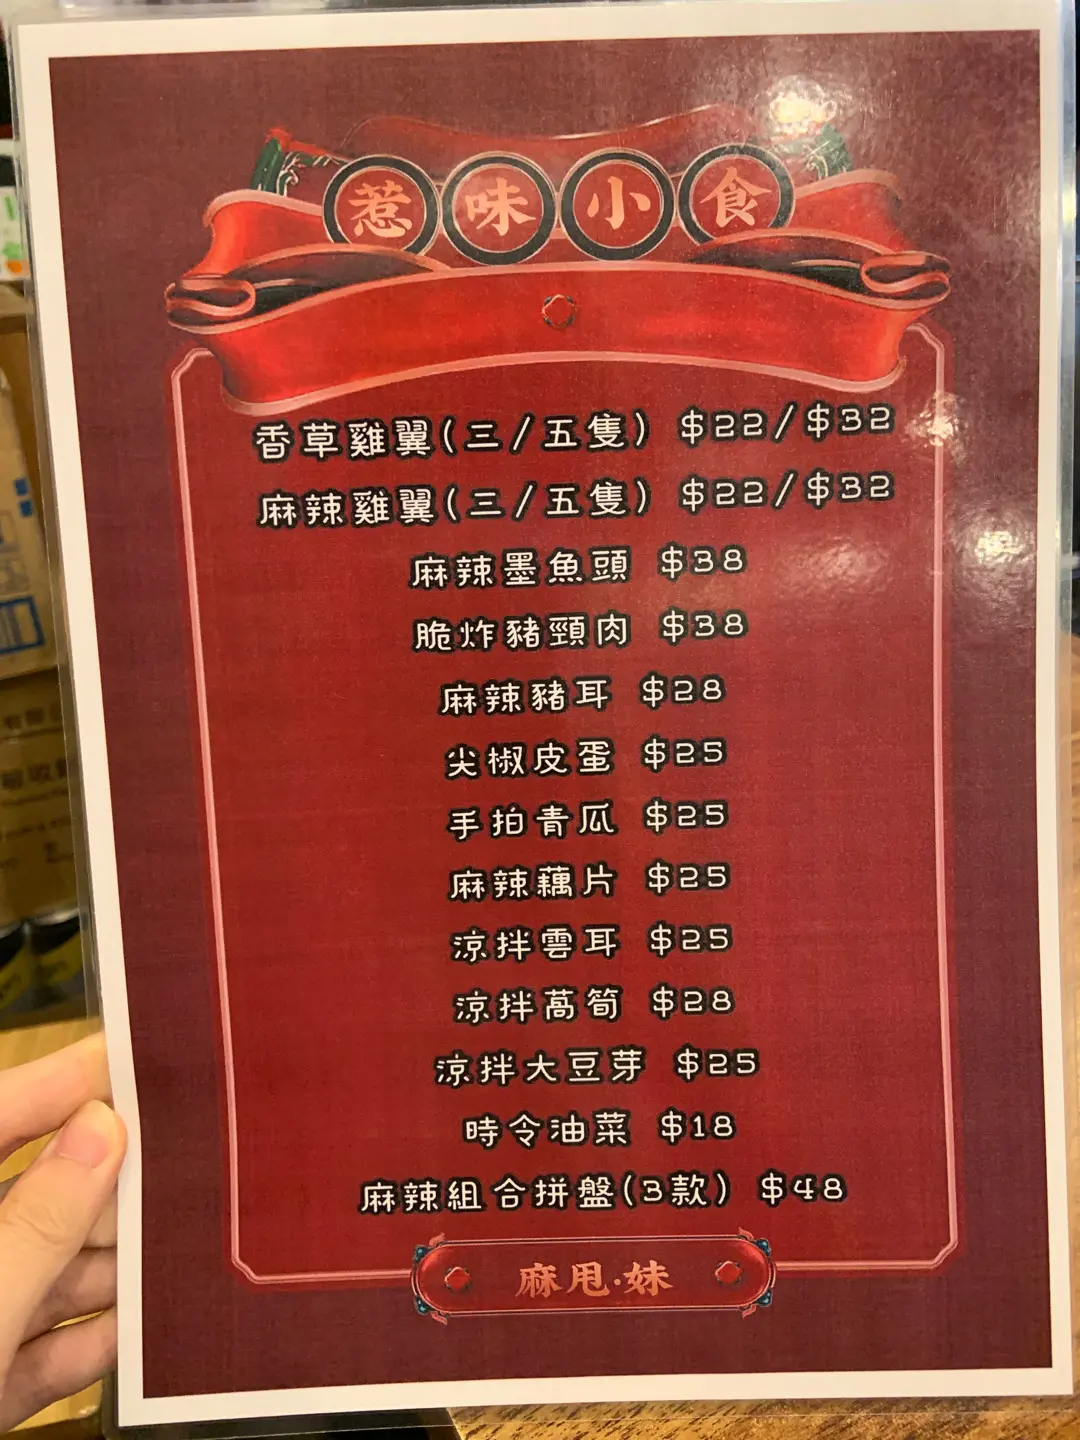 惹味小食
香草雞翼(三/五隻) $22/$32
麻辣雞翼(三/五隻) $22/$32
麻辣墨魚頭 $38
脆炸豬頸肉 $38
麻辣豬耳 $28
尖椒皮蛋 $25
手拍青瓜 $25
麻辣藕片 $25
涼拌雲耳 $25
涼拌萵筍 $28
涼拌大豆芽 $25
時令油菜 $18
麻辣組合拼盤(3款) $48
麻甩·妹